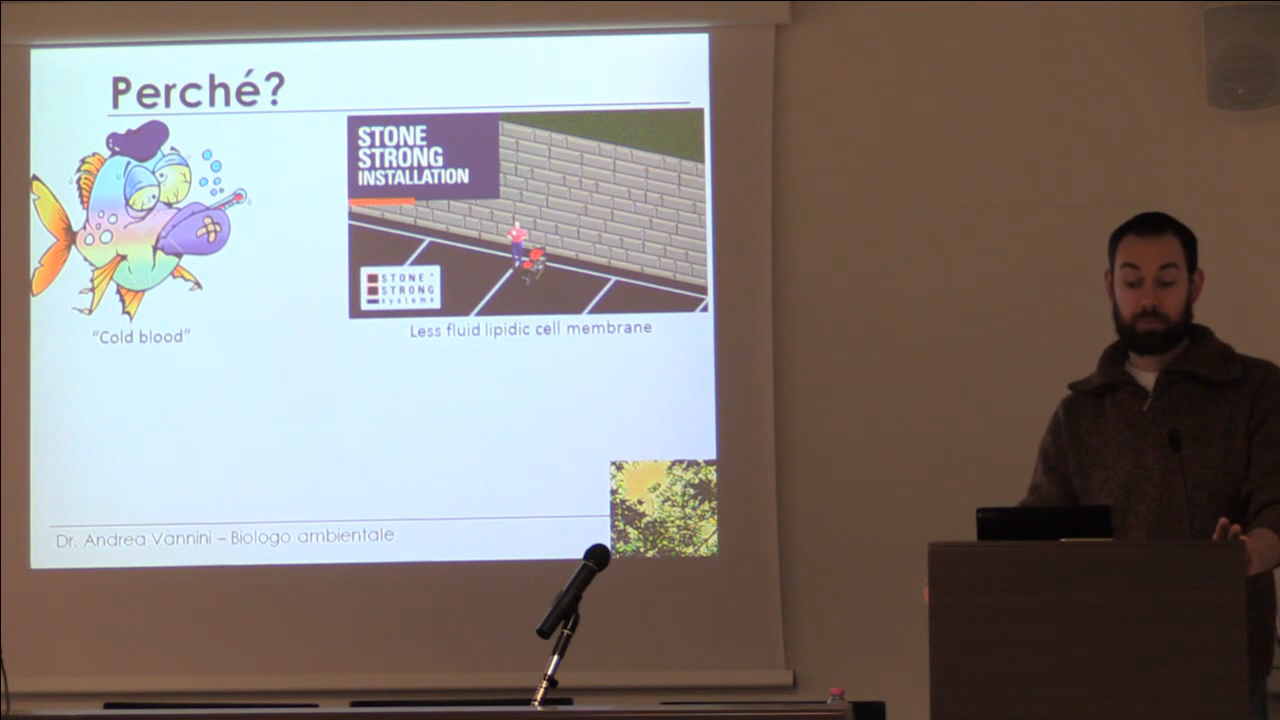 Perché?
STONE
STRONG
INSTALLATION
STONE
STRONG
systems
"Cold blood"
Less fluid lipidic cell membrane
Dr. Andrea Vannini – Biologo ambientale